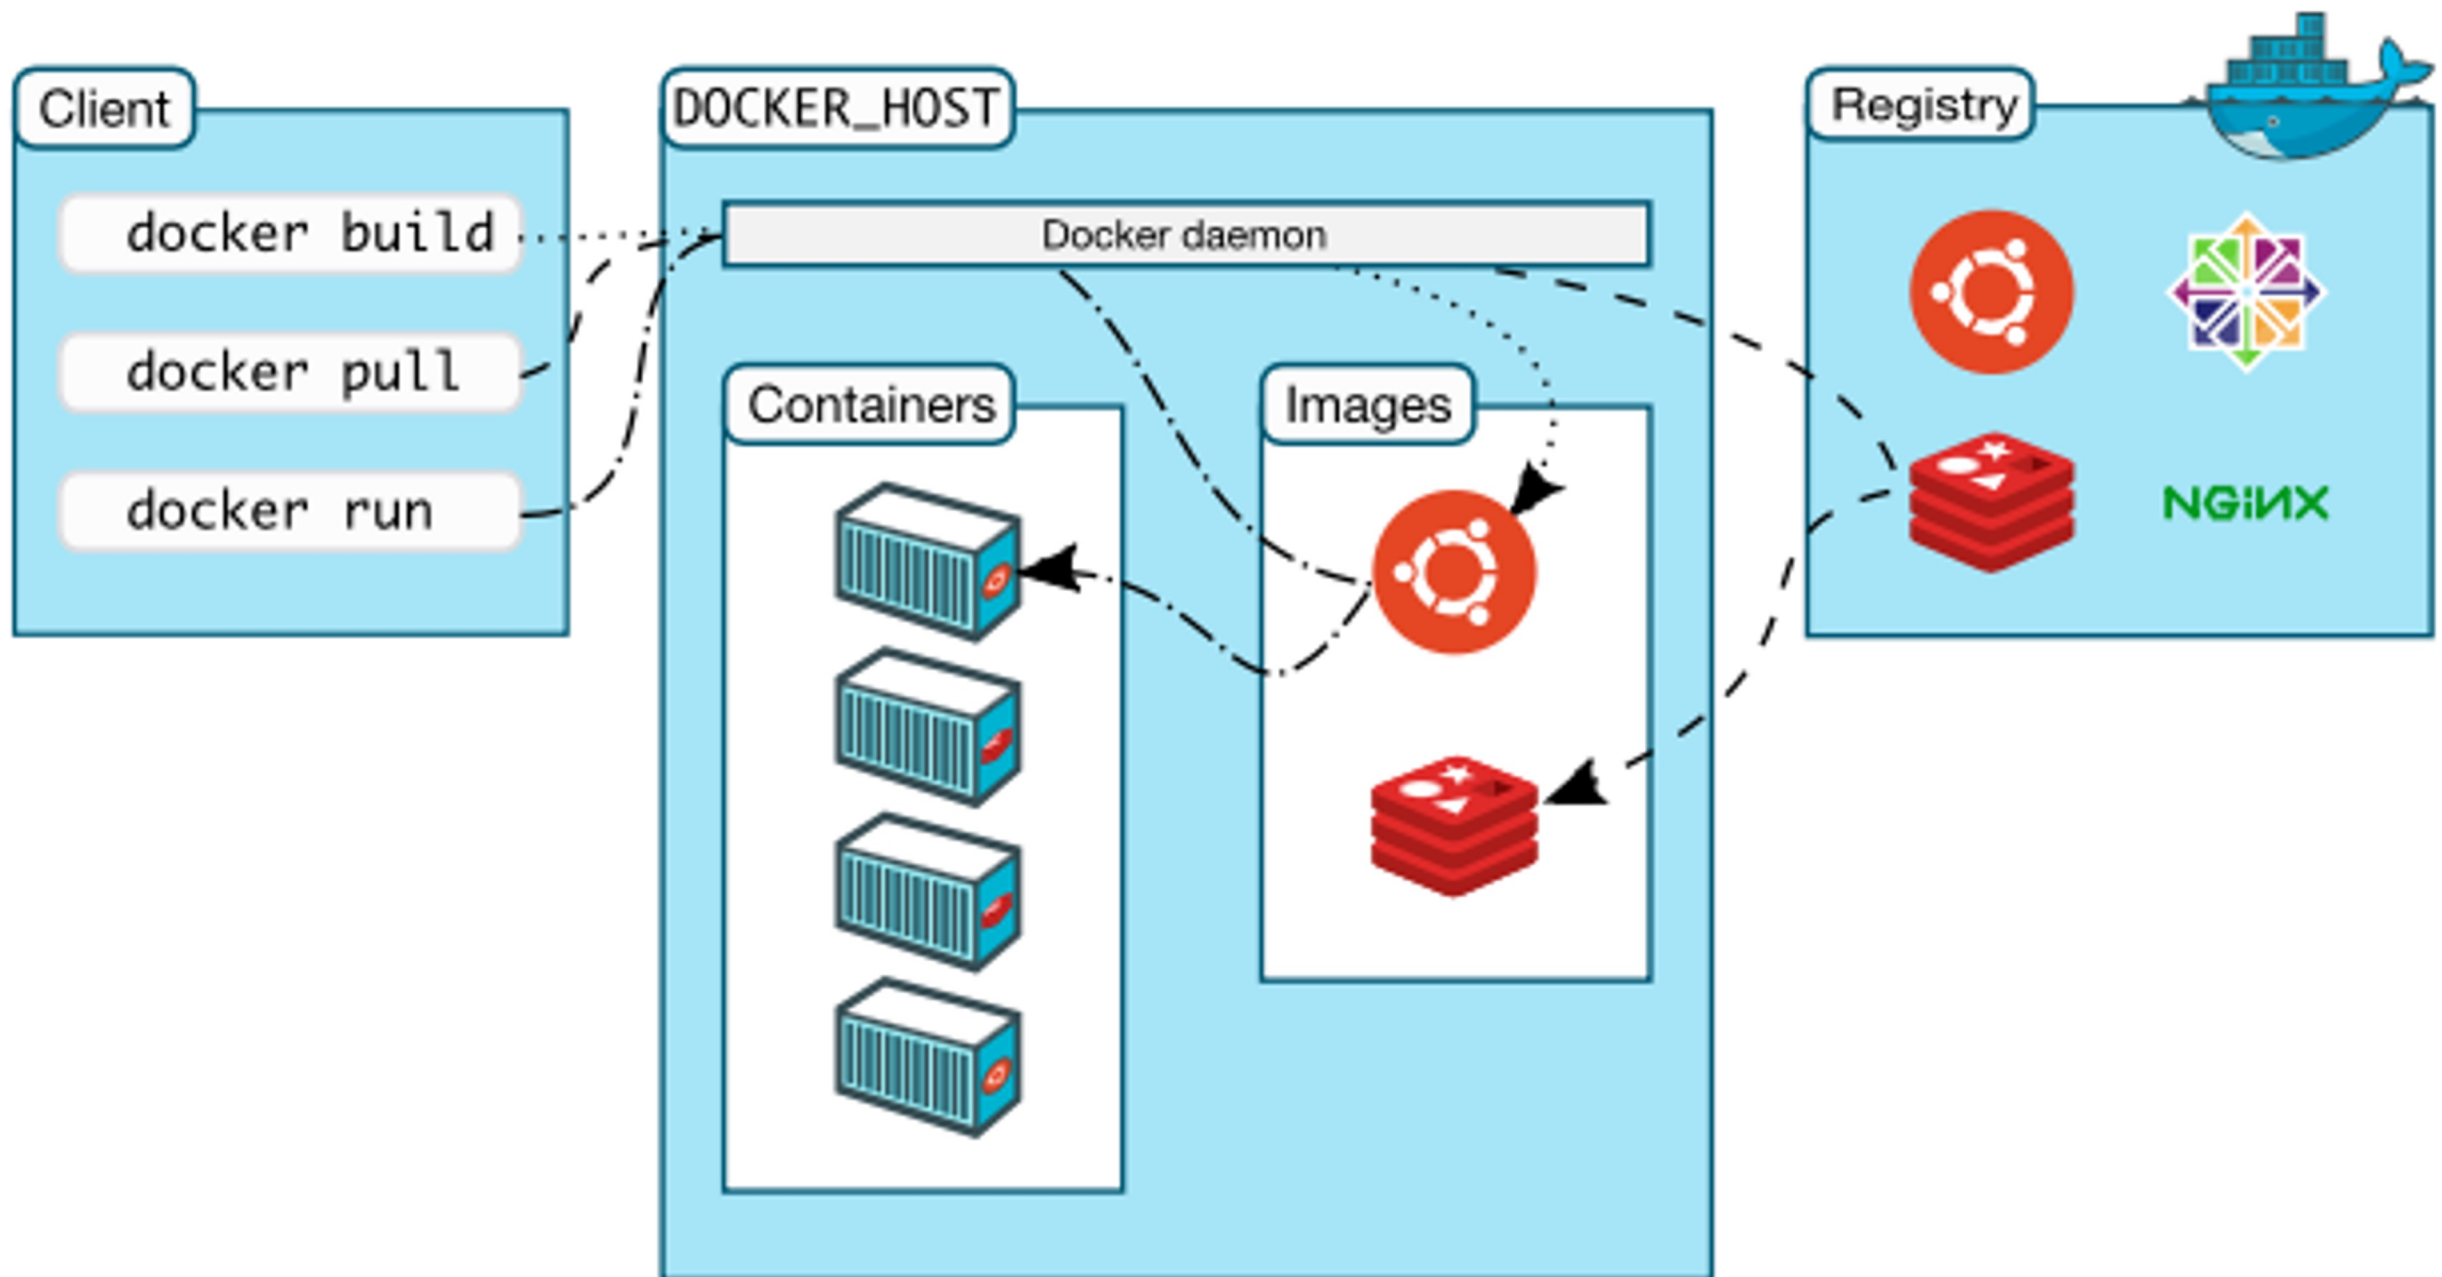 Client
docker build
docker pull
docker run
DOCKER_HOST
Docker daemon
Containers
Images
Registry
NGiNX